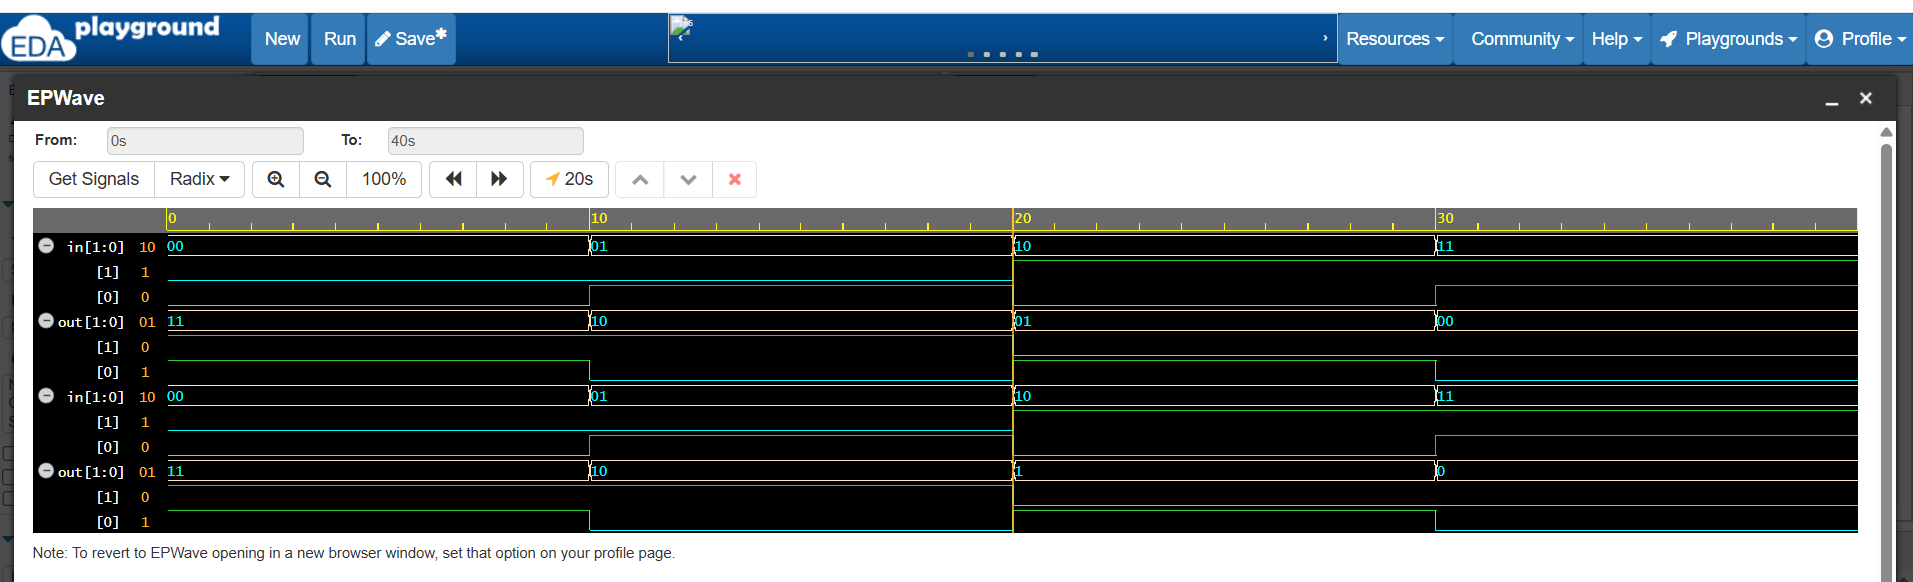 EDA playground New Run Save* Resources Community Help Playgrounds Profile
EPWave
From: 0s To: 40s
Get Signals Radix 100% 20s
0 10 20 30
in[1:0] 10 00 01 10 11
[1] 1
[0] 0
out[1:0] 01 11 10 01 00
[1] 0
[0] 1
in[1:0] 10 00 01 10 11
[1] 1
[0] 0
out[1:0] 01 11 10 1 0
[1] 0
[0] 1
Note: To revert to EPWave opening in a new browser window, set that option on your profile page.